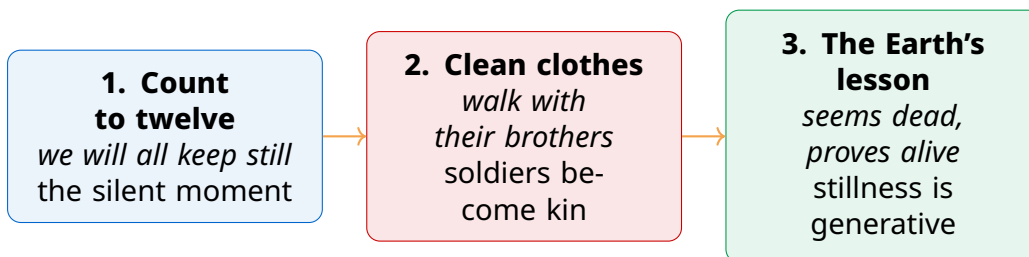 1. Count
to twelve
we will all keep still
the silent moment
2. Clean clothes
walk with
their brothers
soldiers be-
come kin
3. The Earth’s
lesson
seems dead,
proves alive
stillness is
generative